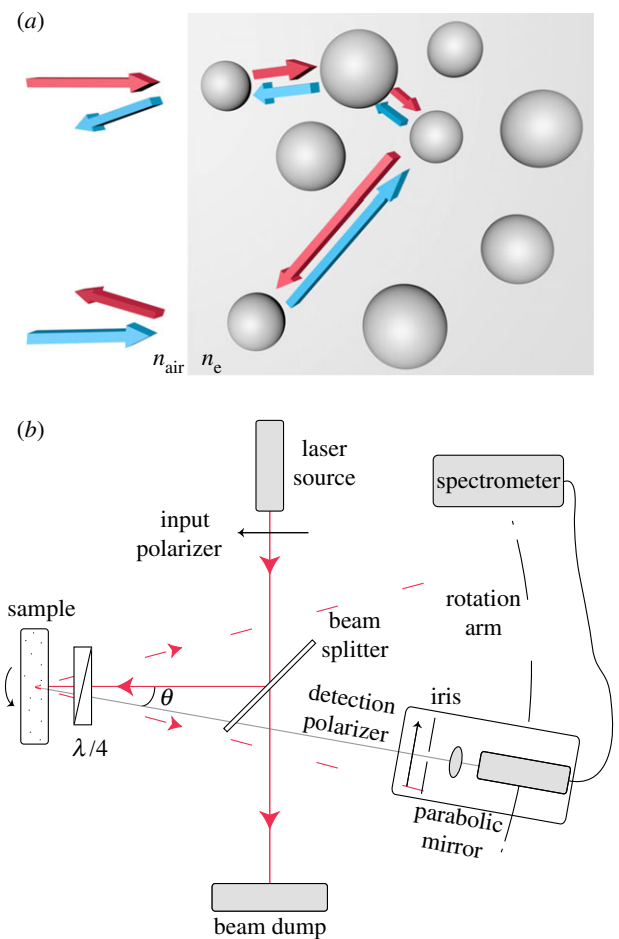 (a)
n_air n_e
(b)
laser
source
spectrometer
input
polarizer
sample
beam
splitter
rotation
arm
θ
detection
polarizer
iris
λ/4
parabolic
mirror
beam dump